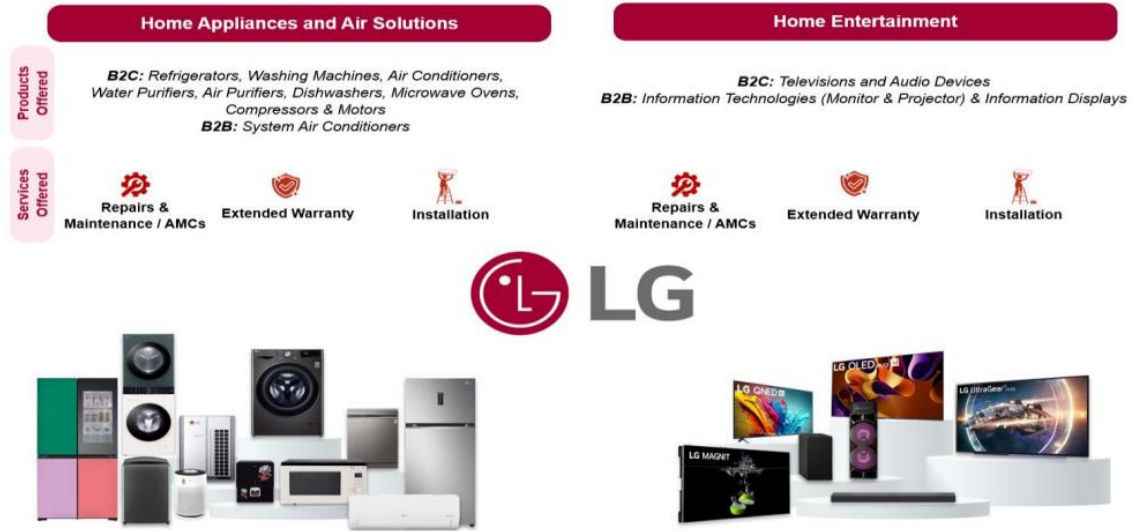 Home Appliances and Air Solutions
Home Entertainment
Products
Offered
B2C: Refrigerators, Washing Machines, Air Conditioners,
Water Purifiers, Air Purifiers, Dishwashers, Microwave Ovens,
Compressors & Motors
B2B: System Air Conditioners
B2C: Televisions and Audio Devices
B2B: Information Technologies (Monitor & Projector) & Information Displays
Services
Offered
Repairs &
Maintenance / AMCs
Extended Warranty
Installation
Repairs &
Maintenance / AMCs
Extended Warranty
Installation
LG
LG QNED
LG OLED
LG UltraGear
LG MAGNIT